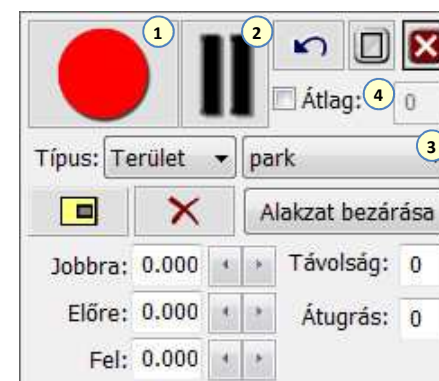 1 2
Átlag: 4 0
Típus: Terület park 3
Alakzat bezárása
Jobbra: 0.000 Távolság: 0
Előre: 0.000 Átugrás: 0
Fel: 0.000